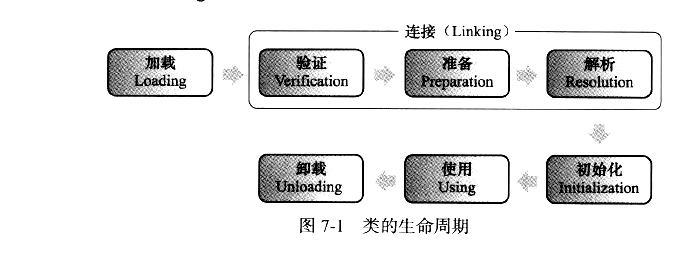 连接（Linking）
加载
Loading
验证
Verification
准备
Preparation
解析
Resolution
初始化
Initialization
使用
Using
卸载
Unloading
图 7-1 类的生命周期